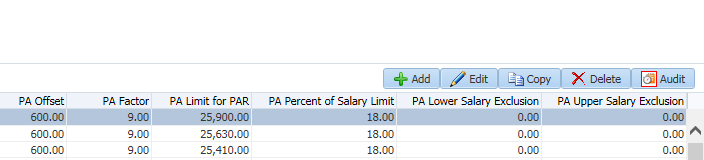 Add Edit Copy Delete Audit
PA Offset PA Factor PA Limit for PAR PA Percent of Salary Limit PA Lower Salary Exclusion PA Upper Salary Exclusion
600.00 9.00 25,900.00 18.00 0.00 0.00
600.00 9.00 25,630.00 18.00 0.00 0.00
600.00 9.00 25,410.00 18.00 0.00 0.00